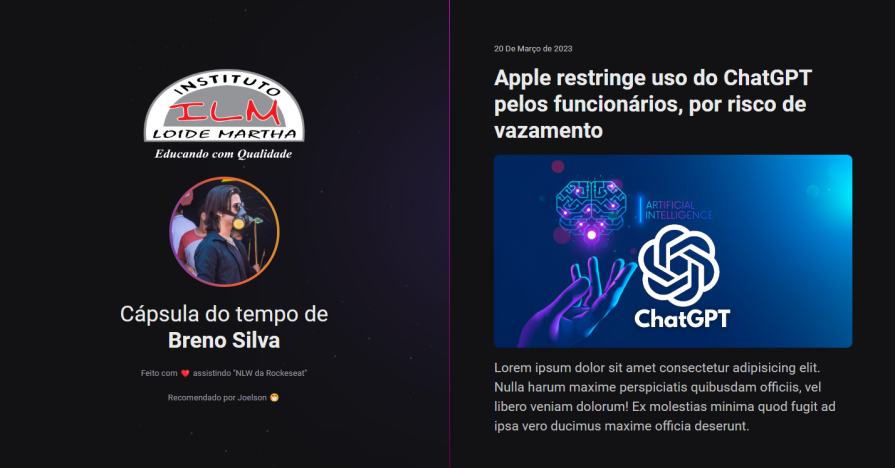 INSTITUTO
ILM
LOIDE MARTHA
Educando com Qualidade
Cápsula do tempo de
Breno Silva
Feito com ❤️ assistindo "NLW da Rockeseat"
Recomendado por Joelson 😷
20 De Março de 2023
Apple restringe uso do ChatGPT
pelos funcionários, por risco de
vazamento
ARTIFICIAL
INTELLIGENCE
ChatGPT
Lorem ipsum dolor sit amet consectetur adipisicing elit.
Nulla harum maxime perspiciatis quibusdam officiis, vel
libero veniam dolorum! Ex molestias minima quod fugit ad
ipsa vero ducimus maxime officia deserunt.